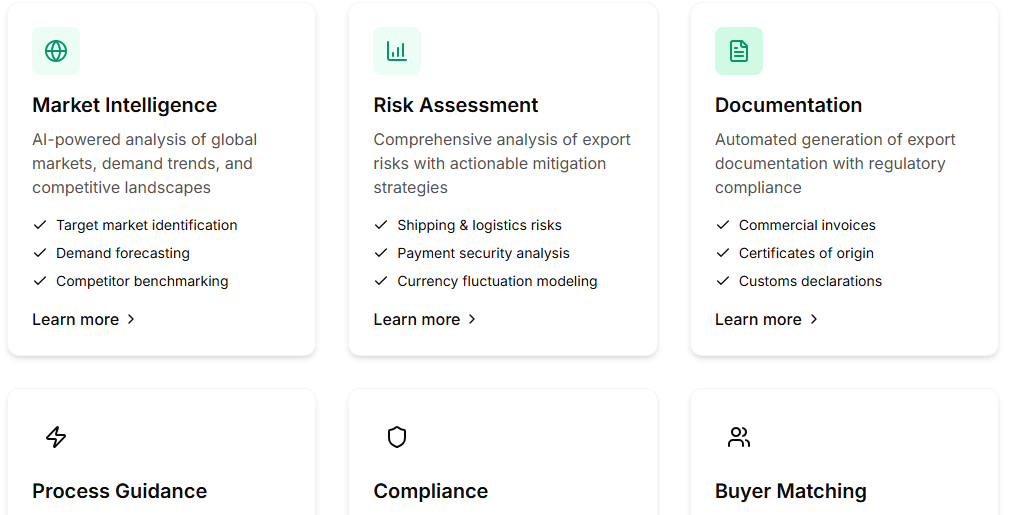 Market Intelligence
AI-powered analysis of global
markets, demand trends, and
competitive landscapes
Target market identification
Demand forecasting
Competitor benchmarking
Learn more
Risk Assessment
Comprehensive analysis of export
risks with actionable mitigation
strategies
Shipping & logistics risks
Payment security analysis
Currency fluctuation modeling
Learn more
Documentation
Automated generation of export
documentation with regulatory
compliance
Commercial invoices
Certificates of origin
Customs declarations
Learn more
Process Guidance
Compliance
Buyer Matching